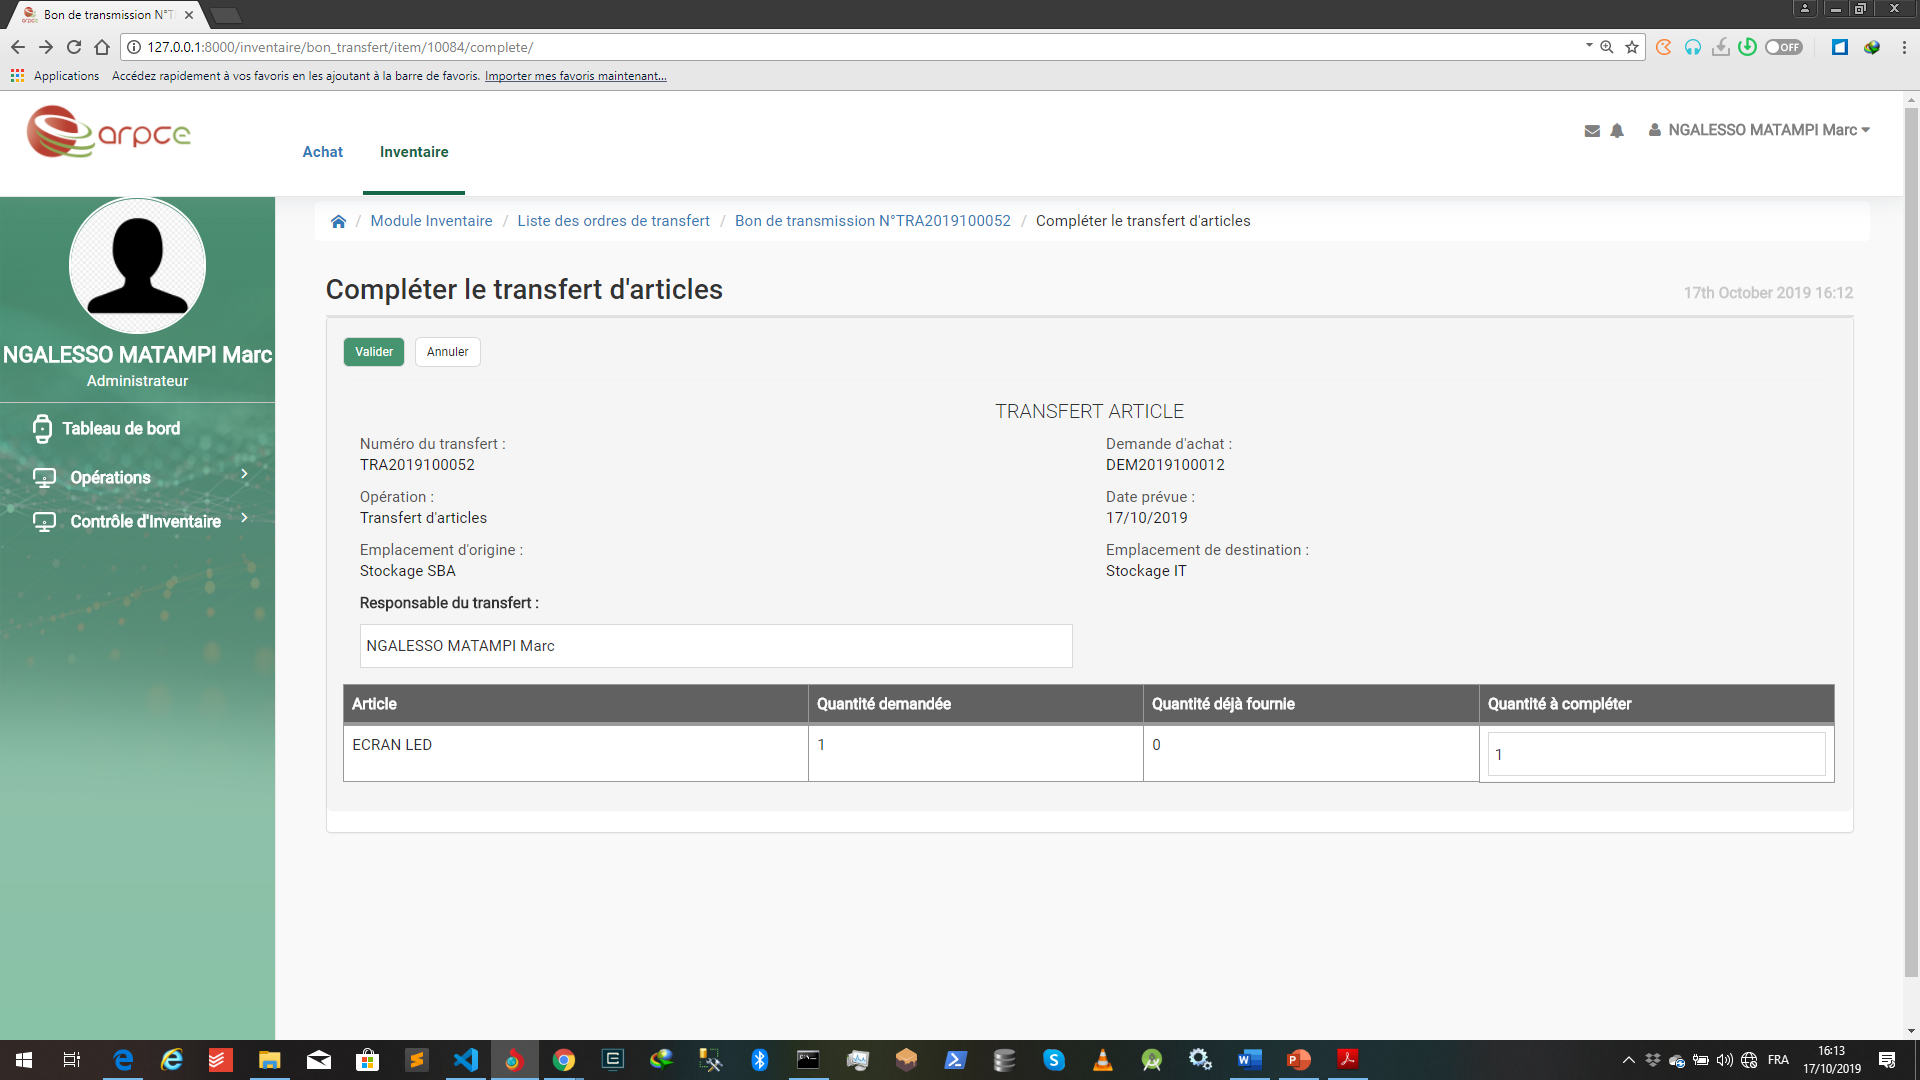 Bon de transmission N°T
127.0.0.1:8000/inventaire/bon_transfert/item/10084/complete/
OFF
Applications Accédez rapidement à vos favoris en les ajoutant à la barre de favoris. Importer mes favoris maintenant...
arpce
Achat Inventaire
NGALESSO MATAMPI Marc
NGALESSO MATAMPI Marc
Administrateur
Tableau de bord
Opérations
Contrôle d'Inventaire
/ Module Inventaire / Liste des ordres de transfert / Bon de transmission N°TRA2019100052 / Compléter le transfert d'articles
Compléter le transfert d'articles
17th October 2019 16:12
Valider Annuler
TRANSFERT ARTICLE
Numéro du transfert :
TRA2019100052
Demande d'achat :
DEM2019100012
Opération :
Transfert d'articles
Date prévue :
17/10/2019
Emplacement d'origine :
Stockage SBA
Emplacement de destination :
Stockage IT
Responsable du transfert :
NGALESSO MATAMPI Marc
Article Quantité demandée Quantité déjà fournie Quantité à compléter
ECRAN LED 1 0 1
FRA
16:13
17/10/2019